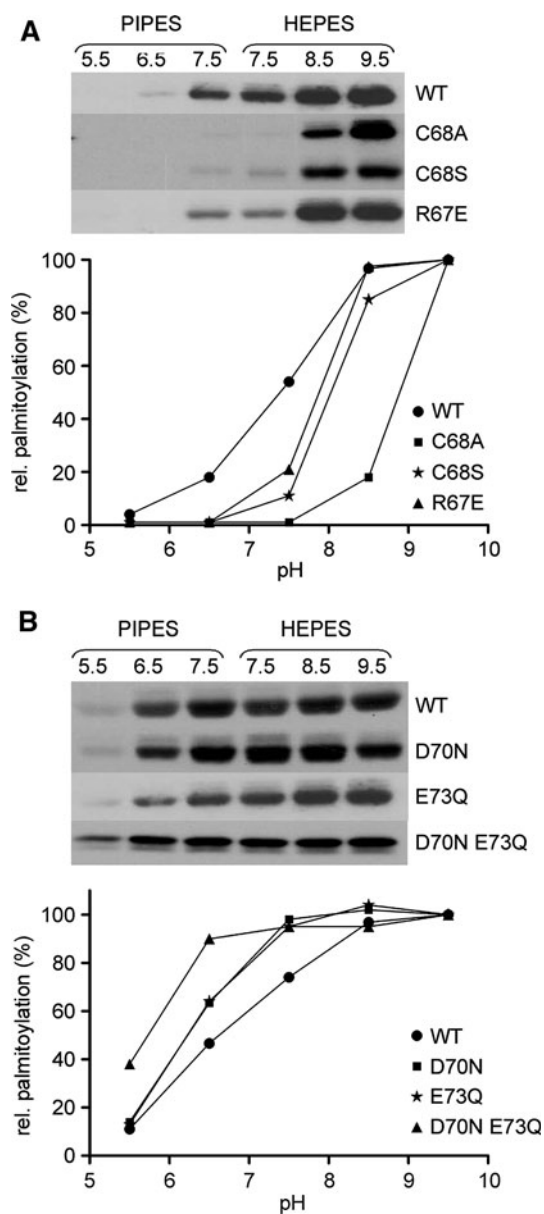 A
PIPES HEPES
5.5 6.5 7.5 7.5 8.5 9.5
WT
C68A
C68S
R67E
100
80
60
40
20
0
rel. palmitoylation (%)
WT
C68A
C68S
R67E
5 6 7 8 9 10
pH
B
PIPES HEPES
5.5 6.5 7.5 7.5 8.5 9.5
WT
D70N
E73Q
D70N E73Q
100
80
60
40
20
0
rel. palmitoylation (%)
WT
D70N
E73Q
D70N E73Q
5 6 7 8 9 10
pH